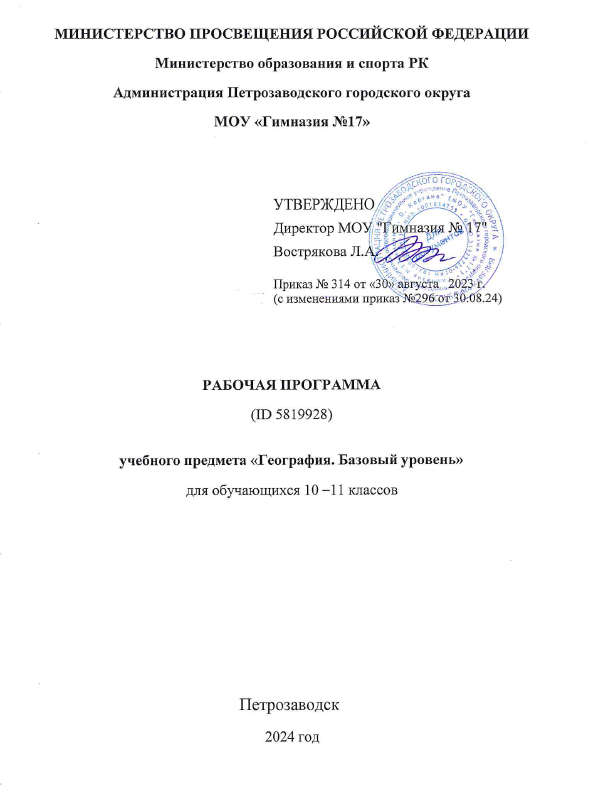 МИНИСТЕРСТВО ПРОСВЕЩЕНИЯ РОССИЙСКОЙ ФЕДЕРАЦИИ
Министерство образования и спорта РК
Администрация Петрозаводского городского округа
МОУ «Гимназия №17»
УТВЕРЖДЕНО
Директор МОУ "Гимназия № 17"
Вострякова Л.А.
Приказ № 314 от «30» августа 2023 г.
(с изменениями приказ №296 от 30.08.24)
РАБОЧАЯ ПРОГРАММА
(ID 5819928)
учебного предмета «География. Базовый уровень»
для обучающихся 10 –11 классов
Петрозаводск
2024 год